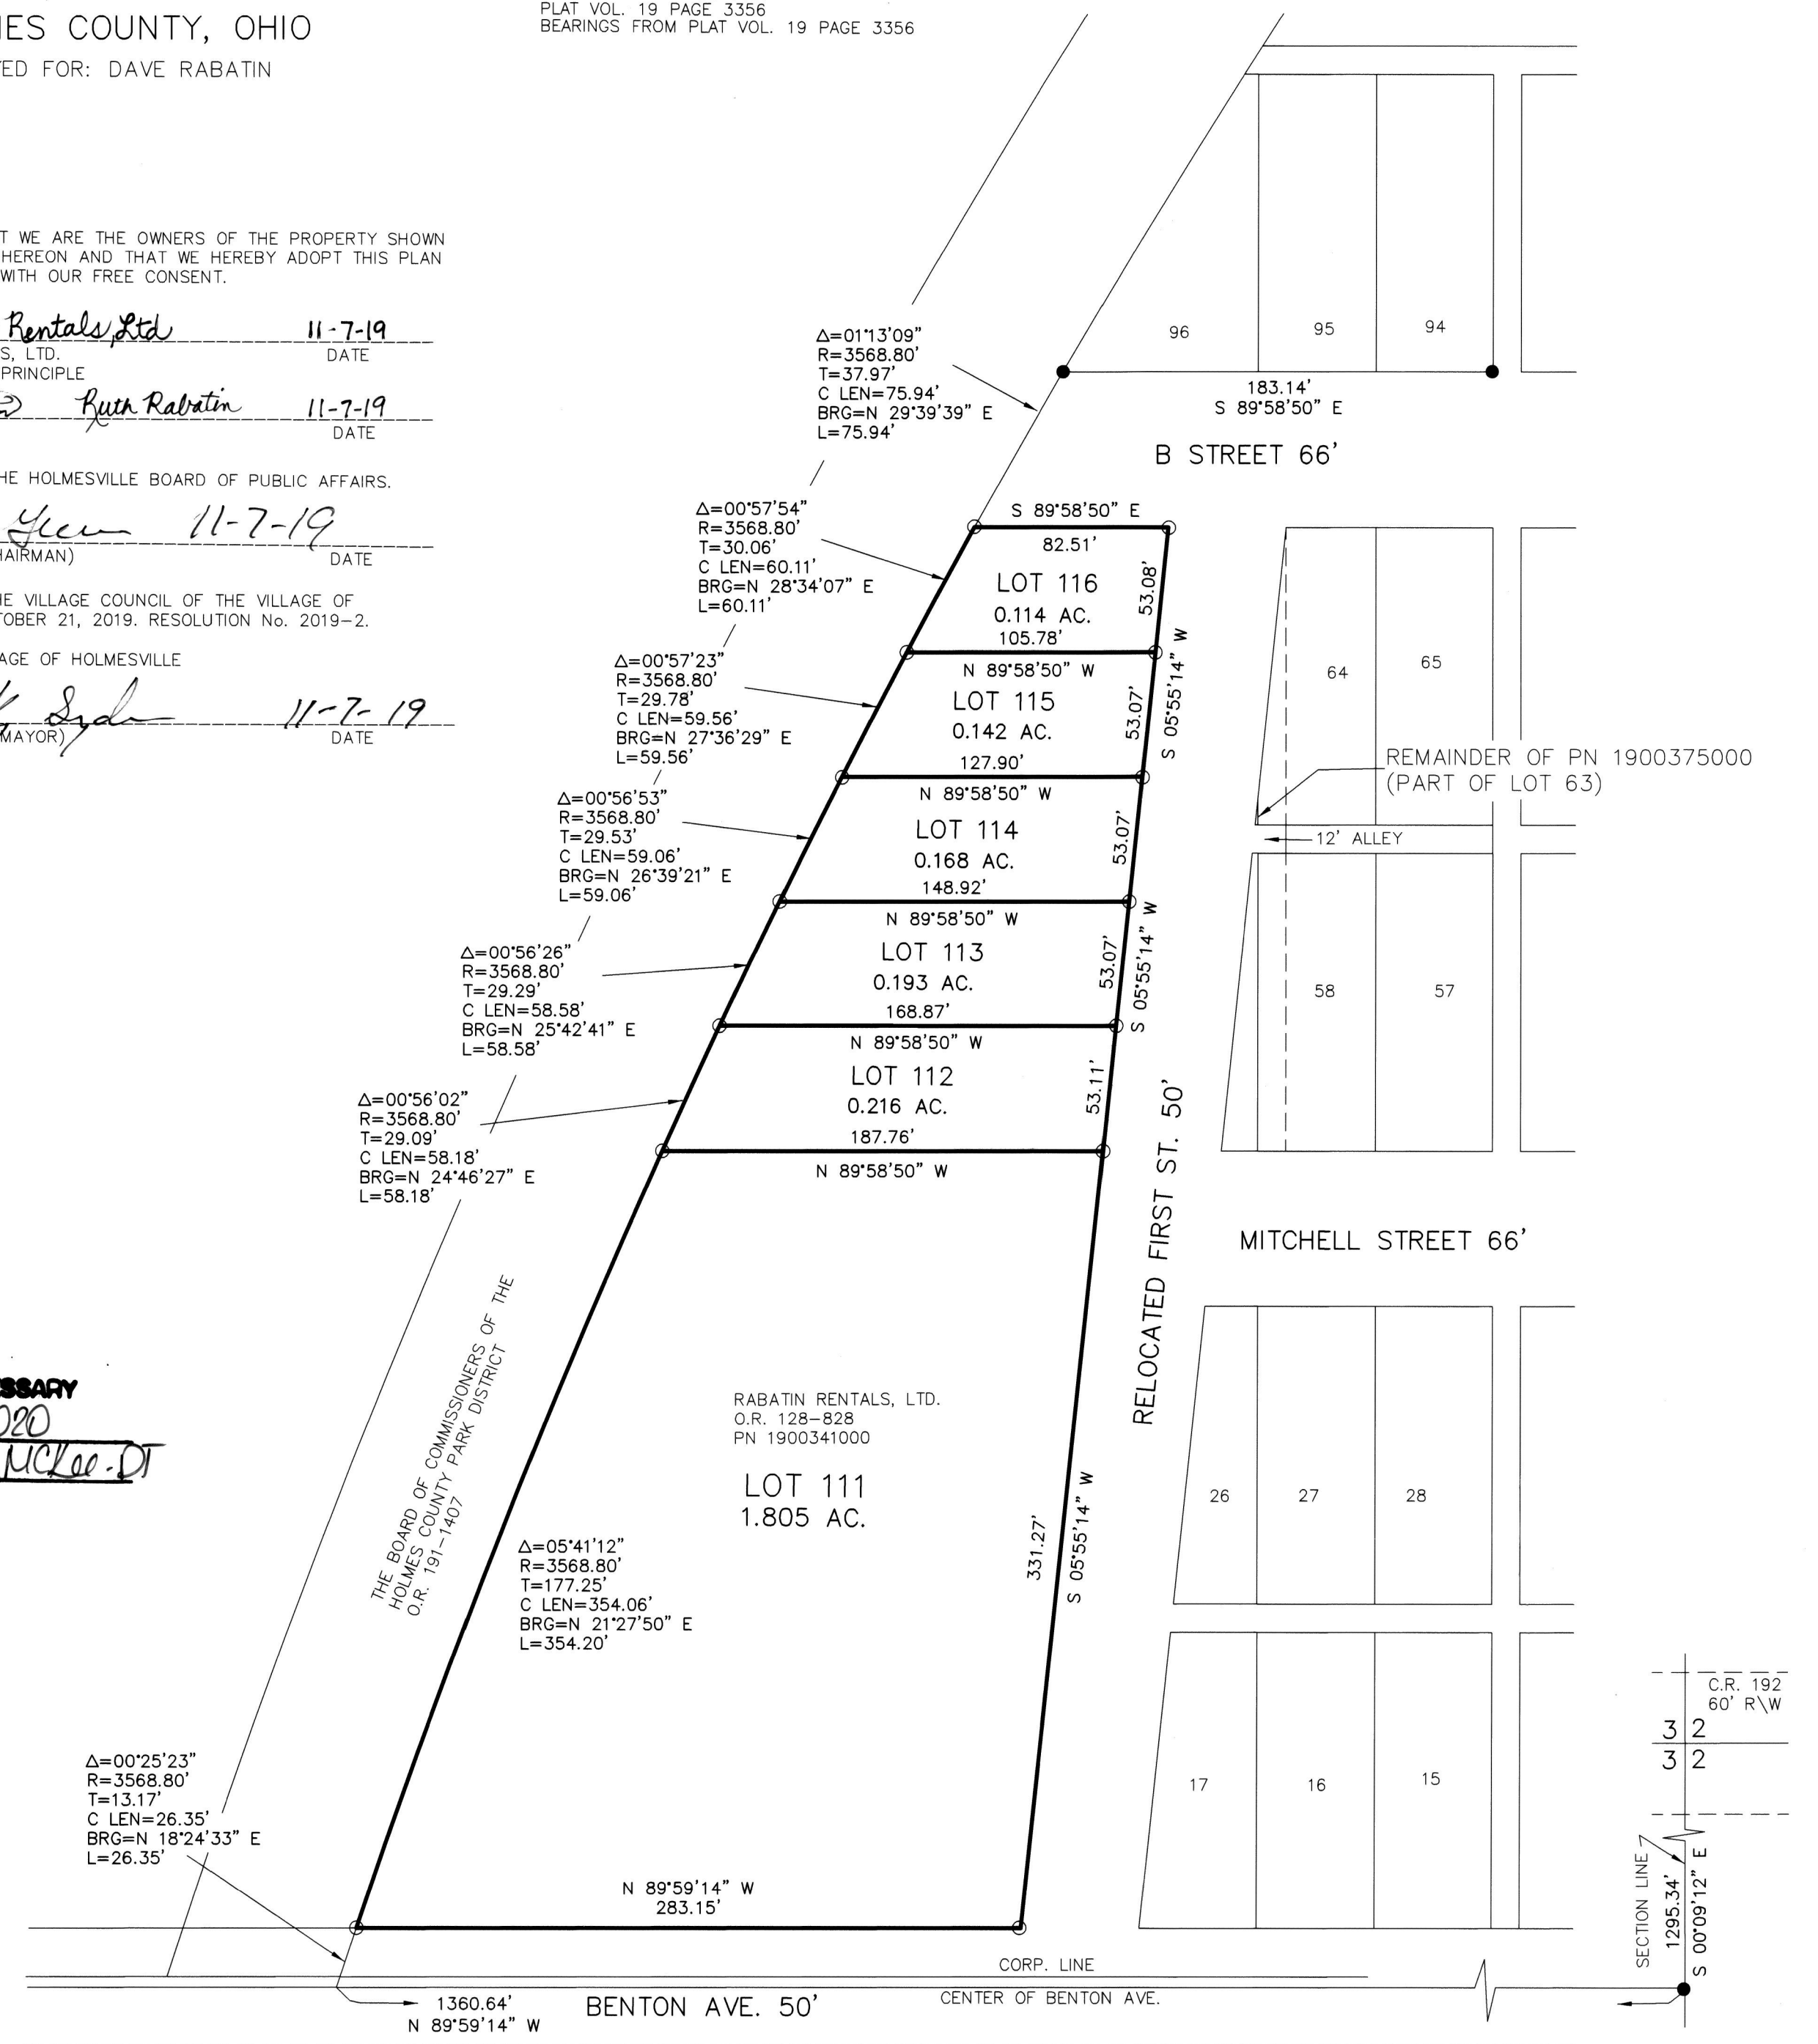 PLAT VOL. 19 PAGE 3356
BEARINGS FROM PLAT VOL. 19 PAGE 3356
MES COUNTY, OHIO
TED FOR: DAVE RABATIN
T WE ARE THE OWNERS OF THE PROPERTY SHOWN
HEREON AND THAT WE HEREBY ADOPT THIS PLAN
WITH OUR FREE CONSENT.
Rentals, Ltd 11-7-19
S, LTD. DATE
PRINCIPLE
Ruth Rabatin 11-7-19
DATE
HE HOLMESVILLE BOARD OF PUBLIC AFFAIRS.
11-7-19
HAIRMAN) DATE
HE VILLAGE COUNCIL OF THE VILLAGE OF
TOBER 21, 2019. RESOLUTION No. 2019-2.
AGE OF HOLMESVILLE
11-7-19
MAYOR) DATE
SSARY
020
McKee-DT
Δ=01°13'09"
R=3568.80'
T=37.97'
C LEN=75.94'
BRG=N 29°39'39" E
L=75.94'
96
95
94
183.14'
S 89°58'50" E
B STREET 66'
Δ=00°57'54"
R=3568.80'
T=30.06'
C LEN=60.11'
BRG=N 28°34'07" E
L=60.11'
S 89°58'50" E
82.51'
LOT 116
0.114 AC.
53.08'
105.78'
N 89°58'50" W
S 05°55'14" W
Δ=00°57'23"
R=3568.80'
T=29.78'
C LEN=59.56'
BRG=N 27°36'29" E
L=59.56'
LOT 115
0.142 AC.
53.07'
127.90'
N 89°58'50" W
64
65
REMAINDER OF PN 1900375000
(PART OF LOT 63)
12' ALLEY
Δ=00°56'53"
R=3568.80'
T=29.53'
C LEN=59.06'
BRG=N 26°39'21" E
L=59.06'
LOT 114
0.168 AC.
53.07'
148.92'
N 89°58'50" W
Δ=00°56'26"
R=3568.80'
T=29.29'
C LEN=58.58'
BRG=N 25°42'41" E
L=58.58'
LOT 113
0.193 AC.
53.07'
S 05°55'14" W
168.87'
N 89°58'50" W
58
57
Δ=00°56'02"
R=3568.80'
T=29.09'
C LEN=58.18'
BRG=N 24°46'27" E
L=58.18'
LOT 112
0.216 AC.
53.11'
187.76'
N 89°58'50" W
RELOCATED FIRST ST. 50'
MITCHELL STREET 66'
THE BOARD OF COMMISSIONERS OF THE
HOLMES COUNTY PARK DISTRICT
O.R. 191-1407
RABATIN RENTALS, LTD.
O.R. 128-828
PN 1900341000
LOT 111
1.805 AC.
Δ=05°41'12"
R=3568.80'
T=177.25'
C LEN=354.06'
BRG=N 21°27'50" E
L=354.20'
331.27'
S 05°55'14" W
26
27
28
17
16
15
C.R. 192
60' R\W
3 2
3 2
SECTION LINE
1295.34'
S 00°09'12" E
Δ=00°25'23"
R=3568.80'
T=13.17'
C LEN=26.35'
BRG=N 18°24'33" E
L=26.35'
N 89°59'14" W
283.15'
CORP. LINE
CENTER OF BENTON AVE.
1360.64'
N 89°59'14" W
BENTON AVE. 50'